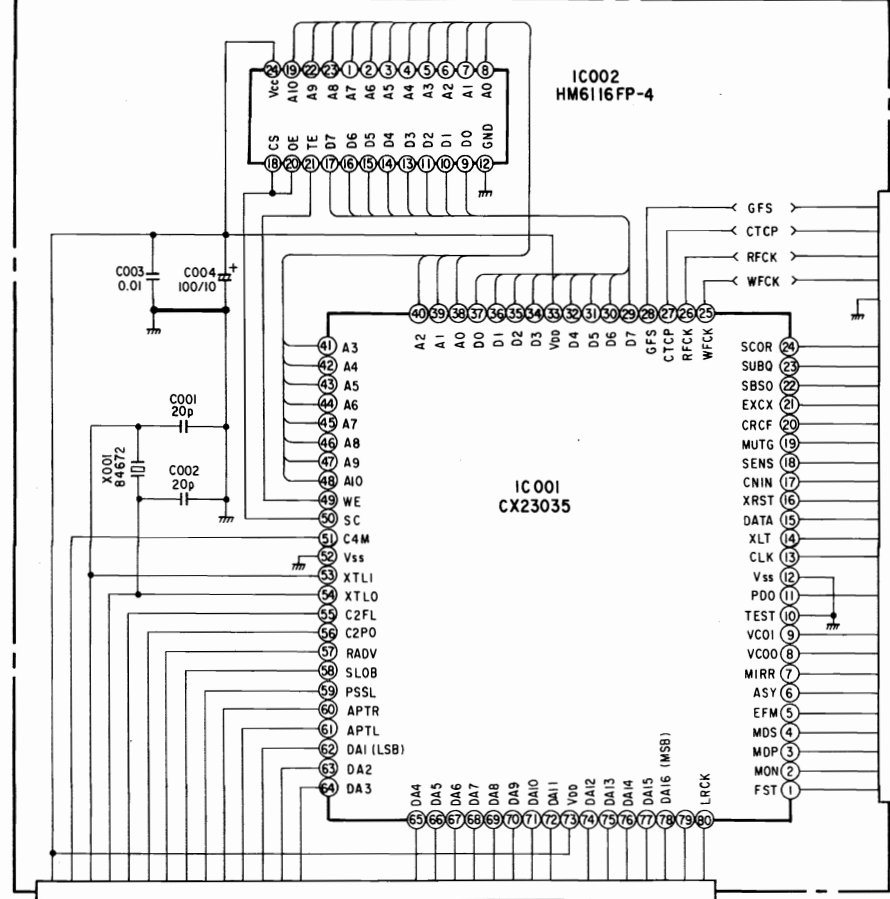 IC002
HM6116FP-4
24 19 22 23 1 2 3 4 5 6 7 8
Vcc A10 A9 A8 A7 A6 A5 A4 A3 A2 A1 A0
CS OE TE D7 D6 D5 D4 D3 D2 D1 D0 GND
18 20 21 17 16 15 14 13 11 10 9 12
GFS
CTCP
RFCK
WFCK
C003
0.01
C004
100/10
+
40 39 38 37 36 35 34 33 32 31 30 29 28 27 26 25
A2 A1 A0 D0 D1 D2 D3 VDD D4 D5 D6 D7 GFS CTCP RFCK WFCK
C001
20p
X001
84672
C002
20p
IC001
CX23035
41 A3
42 A4
43 A5
44 A6
45 A7
46 A8
47 A9
48 A10
49 WE
50 SC
51 C4M
52 Vss
53 XTLI
54 XTLO
55 C2FL
56 C2PO
57 RADV
58 SLOB
59 PSSL
60 APTR
61 APTL
62 DA1 (LSB)
63 DA2
64 DA3
SCOR 24
SUBQ 23
SBSO 22
EXCX 21
CRCF 20
MUTG 19
SENS 18
CNIN 17
XRST 16
DATA 15
XLT 14
CLK 13
Vss 12
PDO 11
TEST 10
VCOI 9
VCOO 8
MIRR 7
ASY 6
EFM 5
MDS 4
MDP 3
MON 2
FST 1
DA4 DA5 DA6 DA7 DA8 DA9 DA10 DA11 VDD DA12 DA13 DA14 DA15 DA16 (MSB) LRCK
65 66 67 68 69 70 71 72 73 74 75 76 77 78 79 80